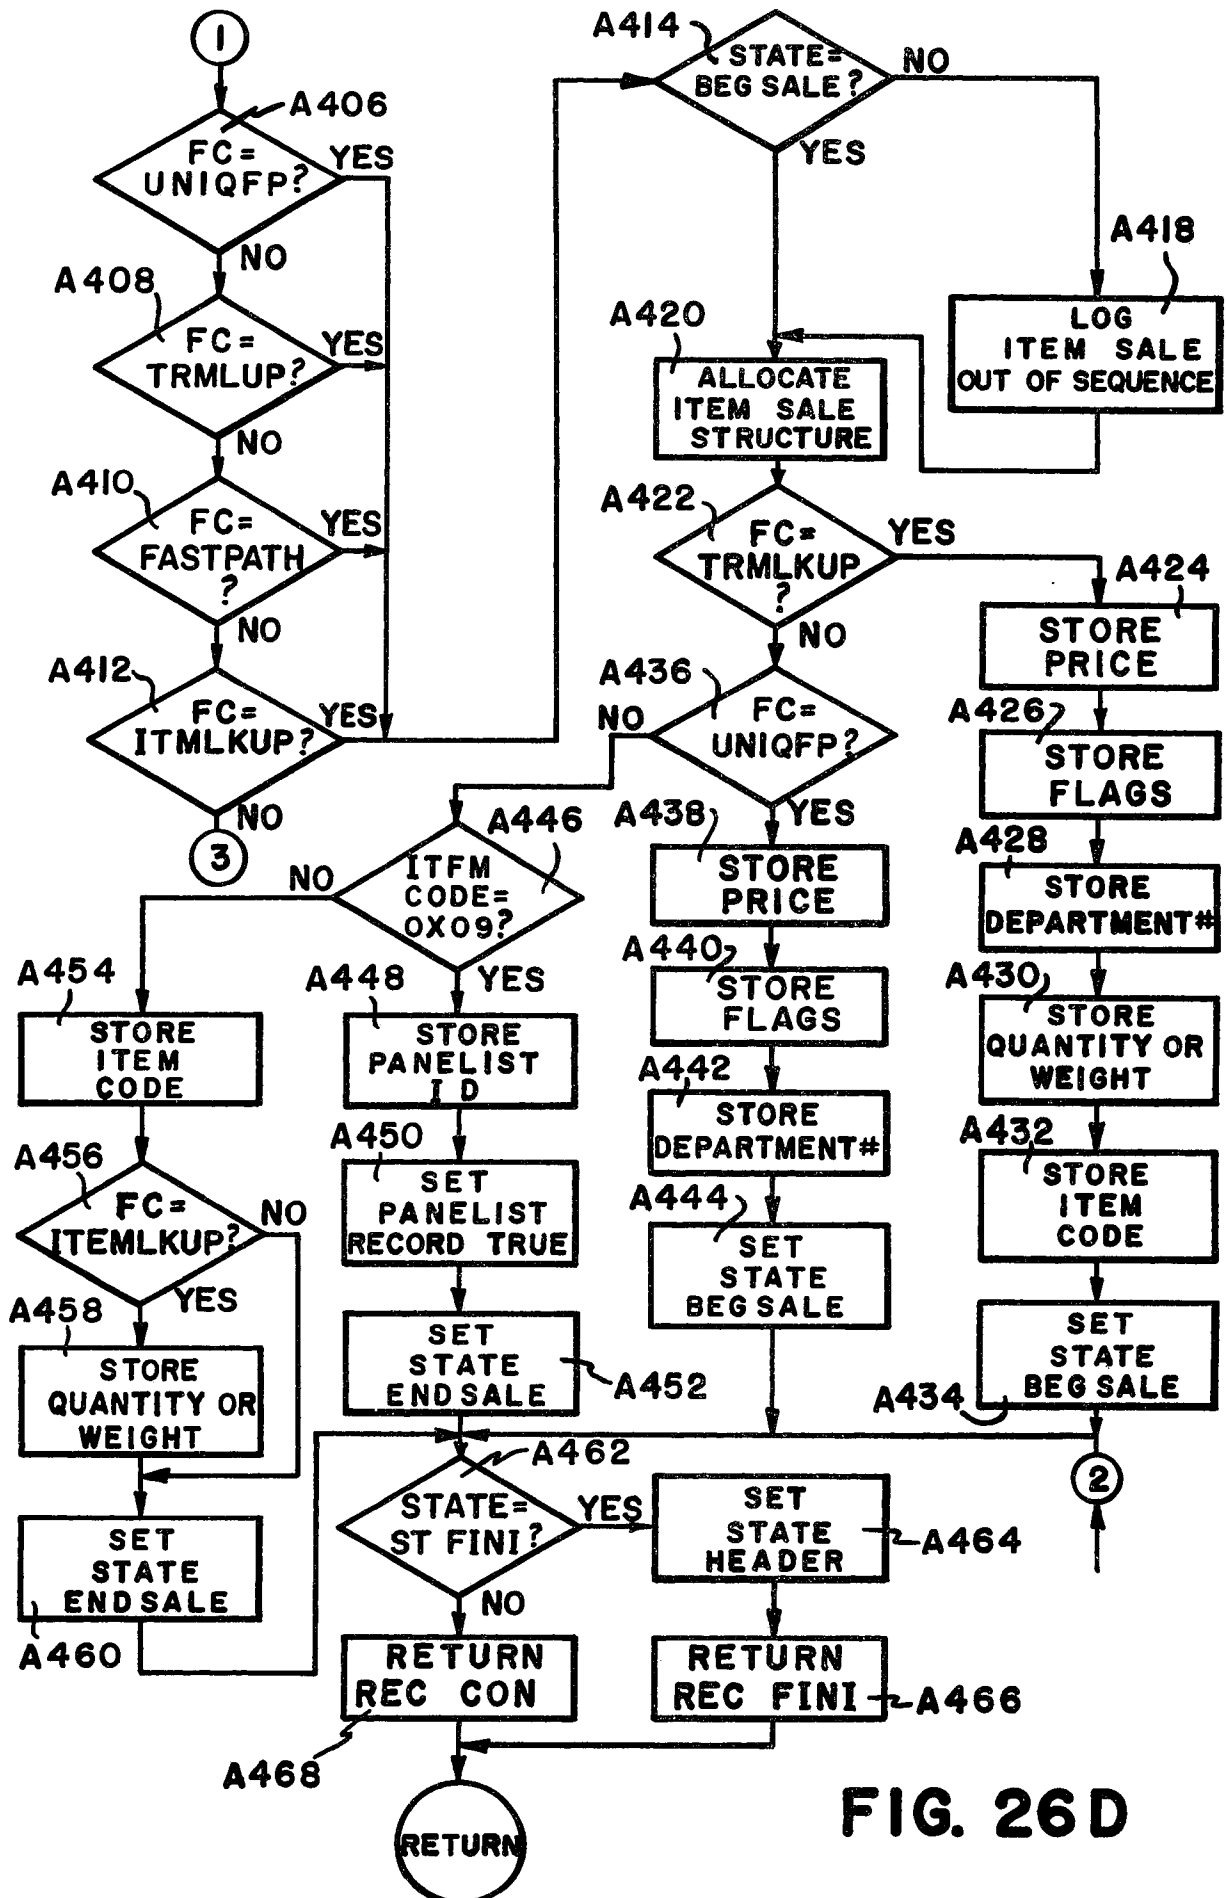 1
A406
FC=
UNIQFP?
YES
NO
A408
FC=
TRMLUP?
YES
NO
A410
FC=
FASTPATH
?
YES
NO
A412
FC=
ITMLKUP?
YES
NO
3
A414
STATE=
BEG SALE?
NO
YES
A418
LOG
ITEM SALE
OUT OF SEQUENCE
A420
ALLOCATE
ITEM SALE
STRUCTURE
A422
FC=
TRMLKUP
?
YES
NO
A424
STORE
PRICE
A426
STORE
FLAGS
A428
STORE
DEPARTMENT#
A430
STORE
QUANTITY OR
WEIGHT
A432
STORE
ITEM
CODE
SET
STATE
BEG SALE
A434
2
A436
FC=
UNIQFP?
NO
YES
A438
STORE
PRICE
A440
STORE
FLAGS
A442
STORE
DEPARTMENT#
A444
SET
STATE
BEG SALE
A446
ITFM
CODE=
0X09?
NO
YES
A448
STORE
PANELIST
ID
A450
SET
PANELIST
RECORD TRUE
SET
STATE
ENDSALE
A452
A454
STORE
ITEM
CODE
A456
FC=
ITEMLKUP?
NO
YES
A458
STORE
QUANTITY OR
WEIGHT
SET
STATE
ENDSALE
A460
A462
STATE=
ST FINI?
YES
NO
SET
STATE
HEADER
A464
RETURN
REC FINI
A466
RETURN
REC CON
A468
RETURN
FIG. 26D